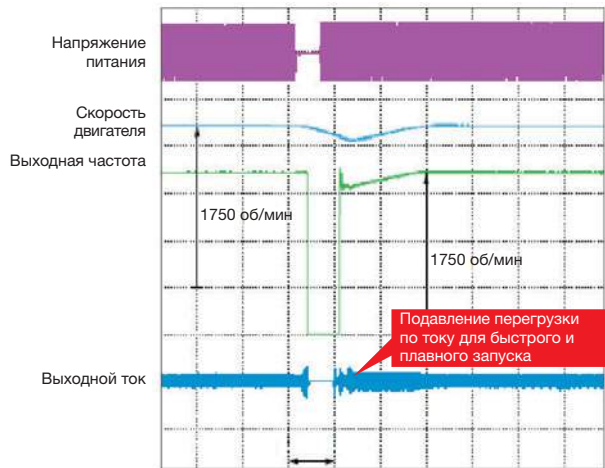 Напряжение
питания
Скорость
двигателя
Выходная частота
1750 об/мин
1750 об/мин
Подавление перегрузки
по току для быстрого и
плавного запуска
Выходной ток